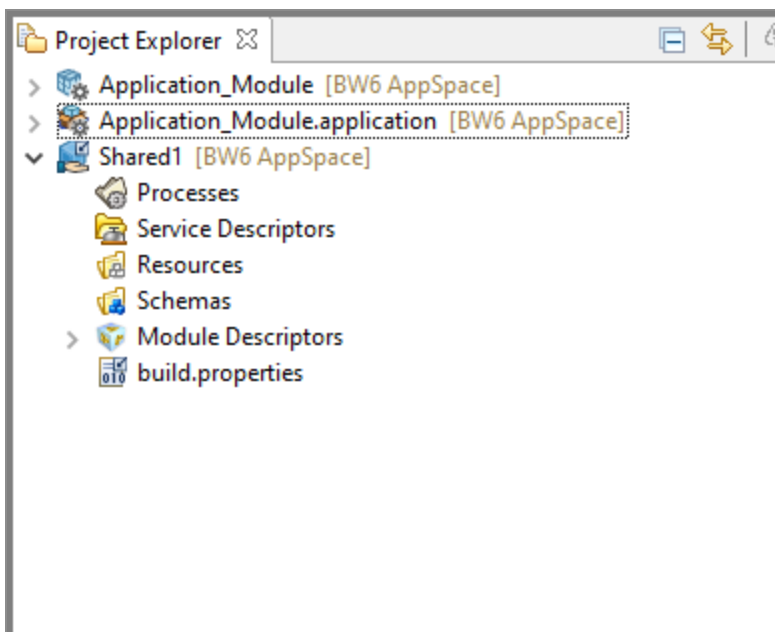 Project Explorer
Application_Module [BW6 AppSpace]
Application_Module.application [BW6 AppSpace]
Shared1 [BW6 AppSpace]
Processes
Service Descriptors
Resources
Schemas
Module Descriptors
build.properties